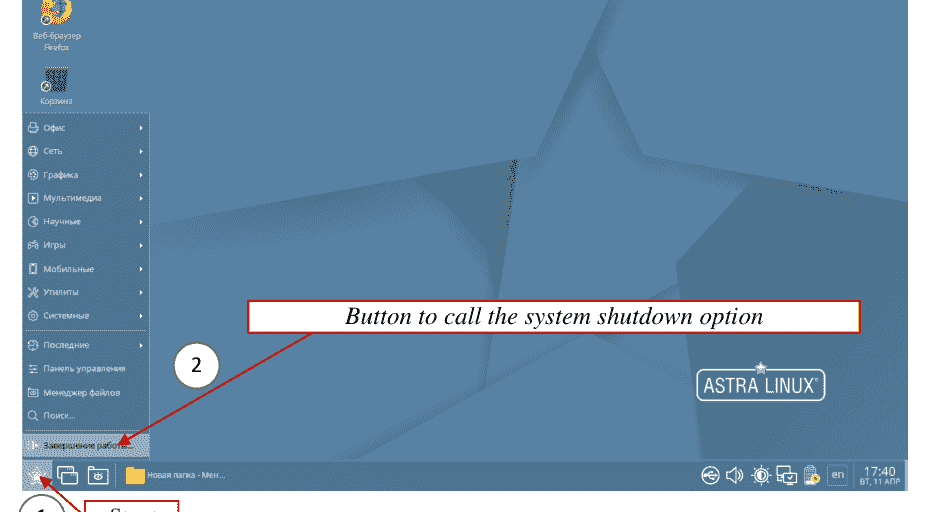 Веб-браузер
Firefox
Корзина
Офис
Сеть
Графика
Мультимедиа
Научные
Игры
Мобильные
Утилиты
Системные
Button to call the system shutdown option
Последние
2
Панель управления
Менеджер файлов
ASTRA LINUX®
Поиск...
Завершение работы...
Новая папка - Мен...
en
17:40
ВТ, 11 АПР